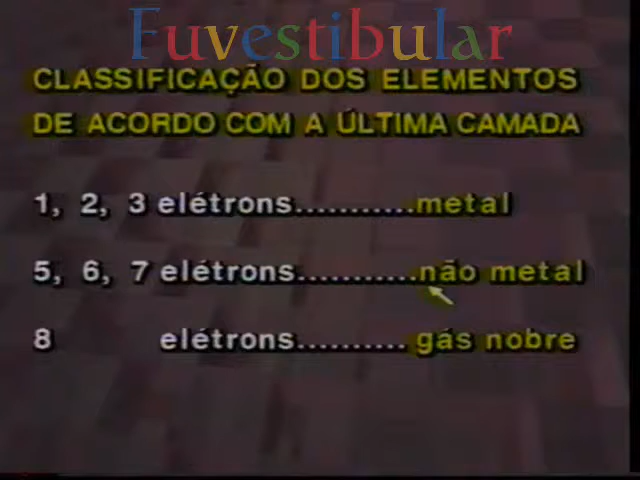 Fuvestibular
CLASSIFICAÇÃO DOS ELEMENTOS
DE ACORDO COM A ÚLTIMA CAMADA
1, 2, 3 elétrons...........metal
5, 6, 7 elétrons...........não metal
8 elétrons.......... gás nobre